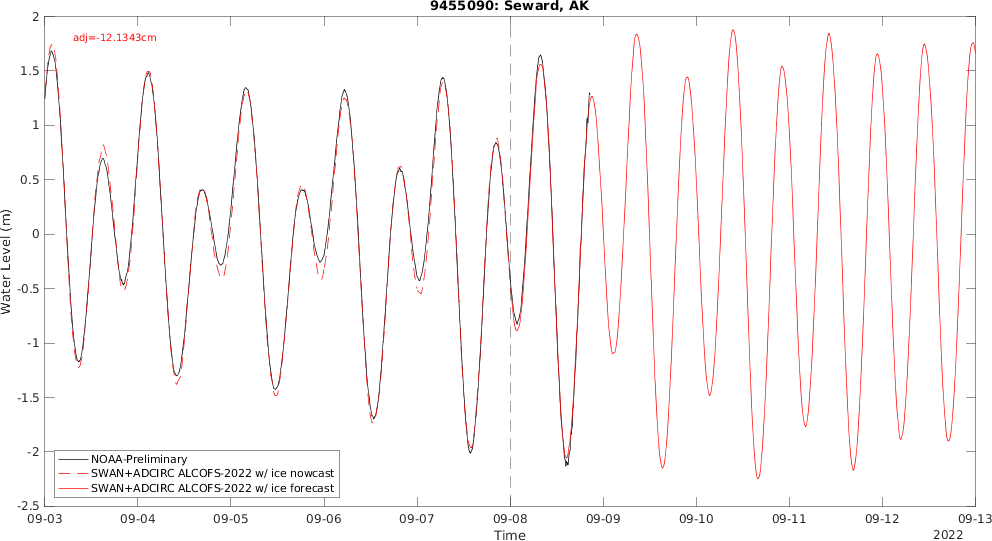 9455090: Seward, AK
adj=-12.1343cm
2
1.5
1
0.5
0
-0.5
-1
-1.5
-2
-2.5
Water Level (m)
NOAA-Preliminary
SWAN+ADCIRC ALCOFS-2022 w/ ice nowcast
SWAN+ADCIRC ALCOFS-2022 w/ ice forecast
09-03 09-04 09-05 09-06 09-07 09-08 09-09 09-10 09-11 09-12 09-13
Time
2022